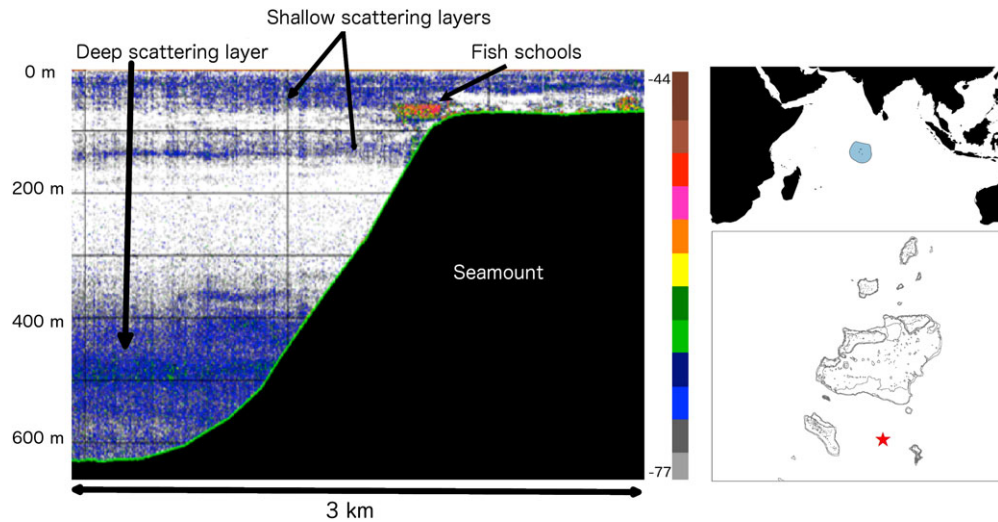 Shallow scattering layers
Deep scattering layer
Fish schools
0 m
-44
200 m
Seamount
400 m
600 m
-77
3 km